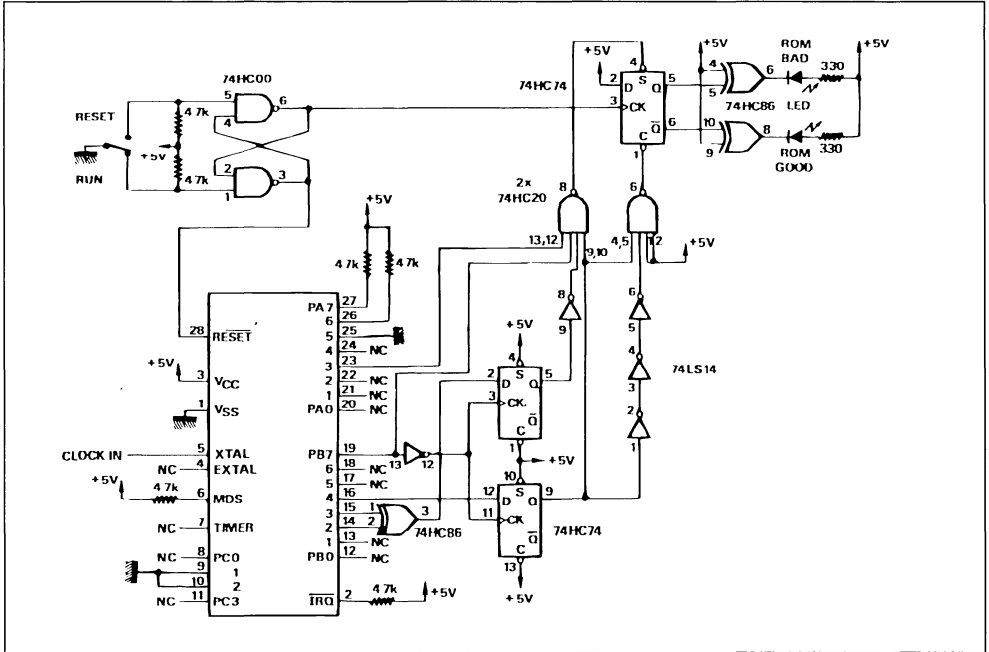 +5V
+5V
ROM
BAD
+5V
330
4
4
6
74HC00
74HC74
2
D
S
Q
5
5
74HC86
LED
3
CK
5
6
4
Q
6
10
9
8
330
C
1
ROM
GOOD
RESET
RUN
4 7k
+5V
4.7k
2
1
3
2x
74HC20
8
6
13,12
9,10
4,5
1
2
+5V
+5V
4 7k
4 7k
PA7
27
6
26
5
25
4
24
NC
3
23
2
22
NC
1
21
NC
PA0
20
NC
28
RESET
+5V
3
VCC
1
VSS
CLOCK IN
5
XTAL
NC
4
EXTAL
+5V
4 7k
6
MDS
NC
7
TIMER
NC
8
PC0
9
1
10
2
NC
11
PC3
PB7
19
13
12
6
18
NC
5
17
NC
4
16
3
15
2
14
1
13
NC
PB0
12
NC
1
2
3
74HC86
IRQ
2
4 7k
+5V
8
9
+5V
4
2
D
S
Q
5
3
CK
Q
C
1
+5V
10
12
D
S
Q
9
11
CK
Q
C
74HC74
13
+5V
6
5
4
3
74LS14
2
1